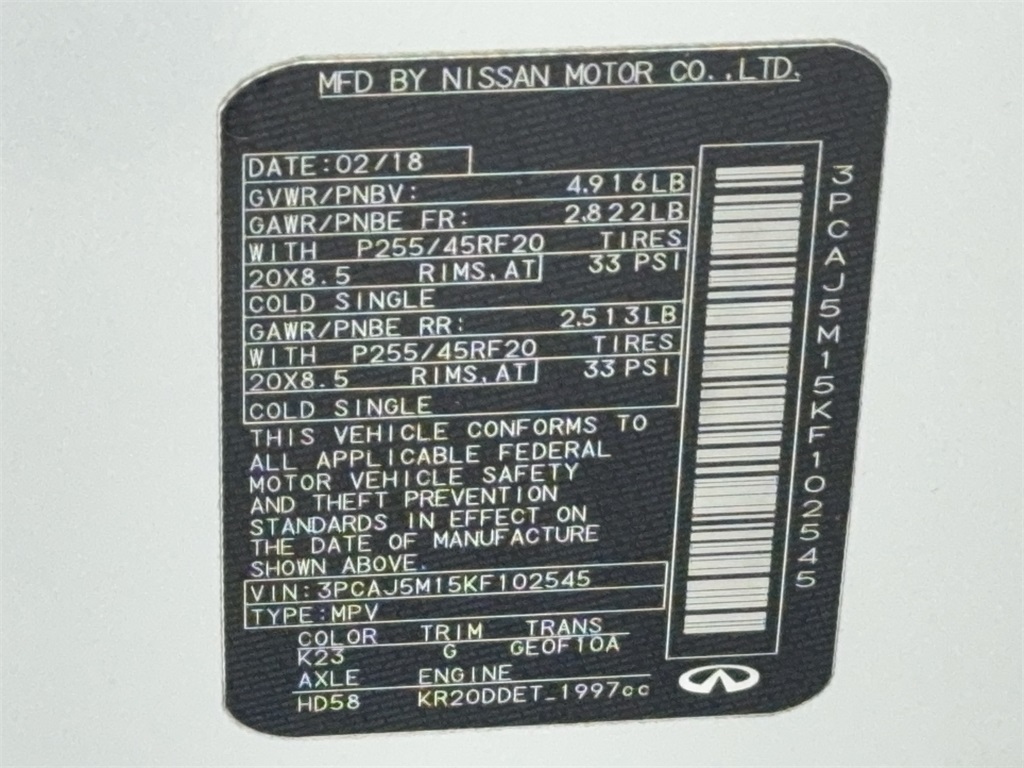 MFD BY NISSAN MOTOR CO.,LTD.
DATE:02/18
GVWR/PNBV: 4.916LB
GAWR/PNBE FR: 2.822LB
WITH P255/45RF20 TIRES
20X8.5 RIMS,AT 33 PSI
COLD SINGLE
GAWR/PNBE RR: 2.513LB
WITH P255/45RF20 TIRES
20X8.5 RIMS,AT 33 PSI
COLD SINGLE
THIS VEHICLE CONFORMS TO
ALL APPLICABLE FEDERAL
MOTOR VEHICLE SAFETY
AND THEFT PREVENTION
STANDARDS IN EFFECT ON
THE DATE OF MANUFACTURE
SHOWN ABOVE.
VIN:3PCAJ5M15KF102545
TYPE:MPV
COLOR TRIM TRANS
K23 G GE0F10A
AXLE ENGINE
HD58 KR20DDET_1997cc
3PCAJ5M15KF102545